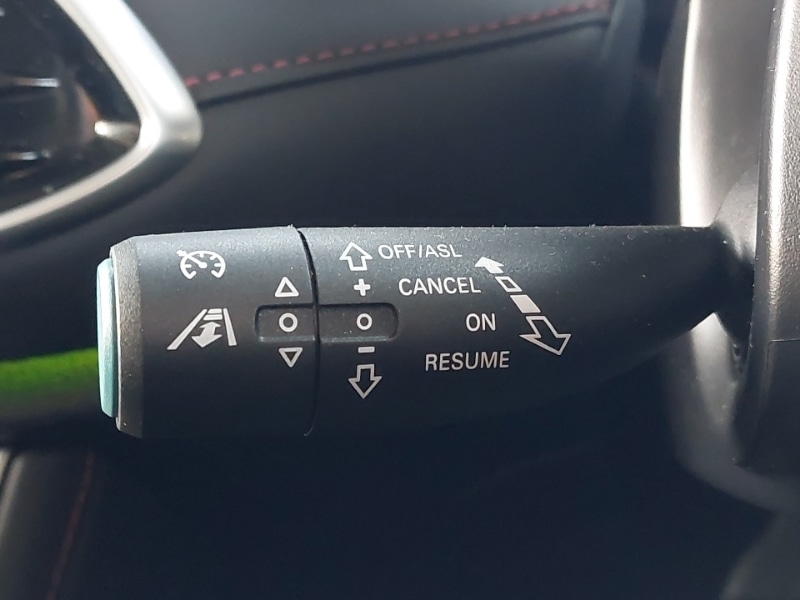 OFF/ASL
+ CANCEL
ON
- RESUME